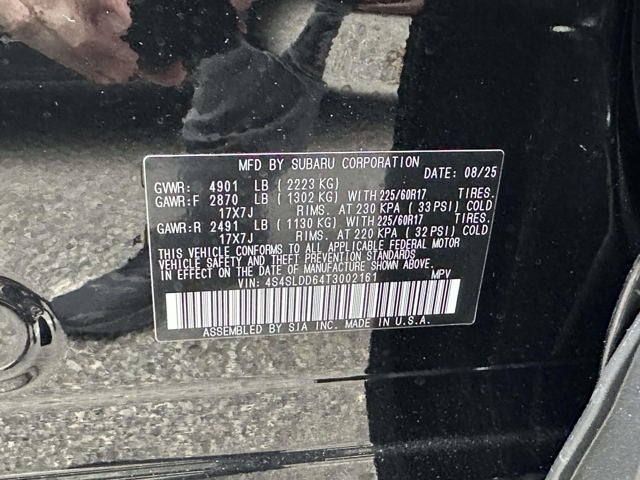 MFD BY SUBARU CORPORATION
DATE: 08/25
GVWR: 4901 LB ( 2223 KG)
GAWR:F 2870 LB ( 1302 KG) WITH 225/60R17 TIRES.
17X7J RIMS. AT 230 KPA ( 33 PSI) COLD
GAWR:R 2491 LB ( 1130 KG) WITH 225/60R17 TIRES.
17X7J RIMS. AT 220 KPA ( 32 PSI) COLD
THIS VEHICLE CONFORMS TO ALL APPLICABLE FEDERAL MOTOR
VEHICLE SAFETY AND THEFT PREVENTION STANDARDS IN
EFFECT ON THE DATE OF MANUFACTURE SHOWN ABOVE.
VIN: 4S4SLDD64T3002161 MPV
ASSEMBLED BY SIA INC. MADE IN U.S.A.